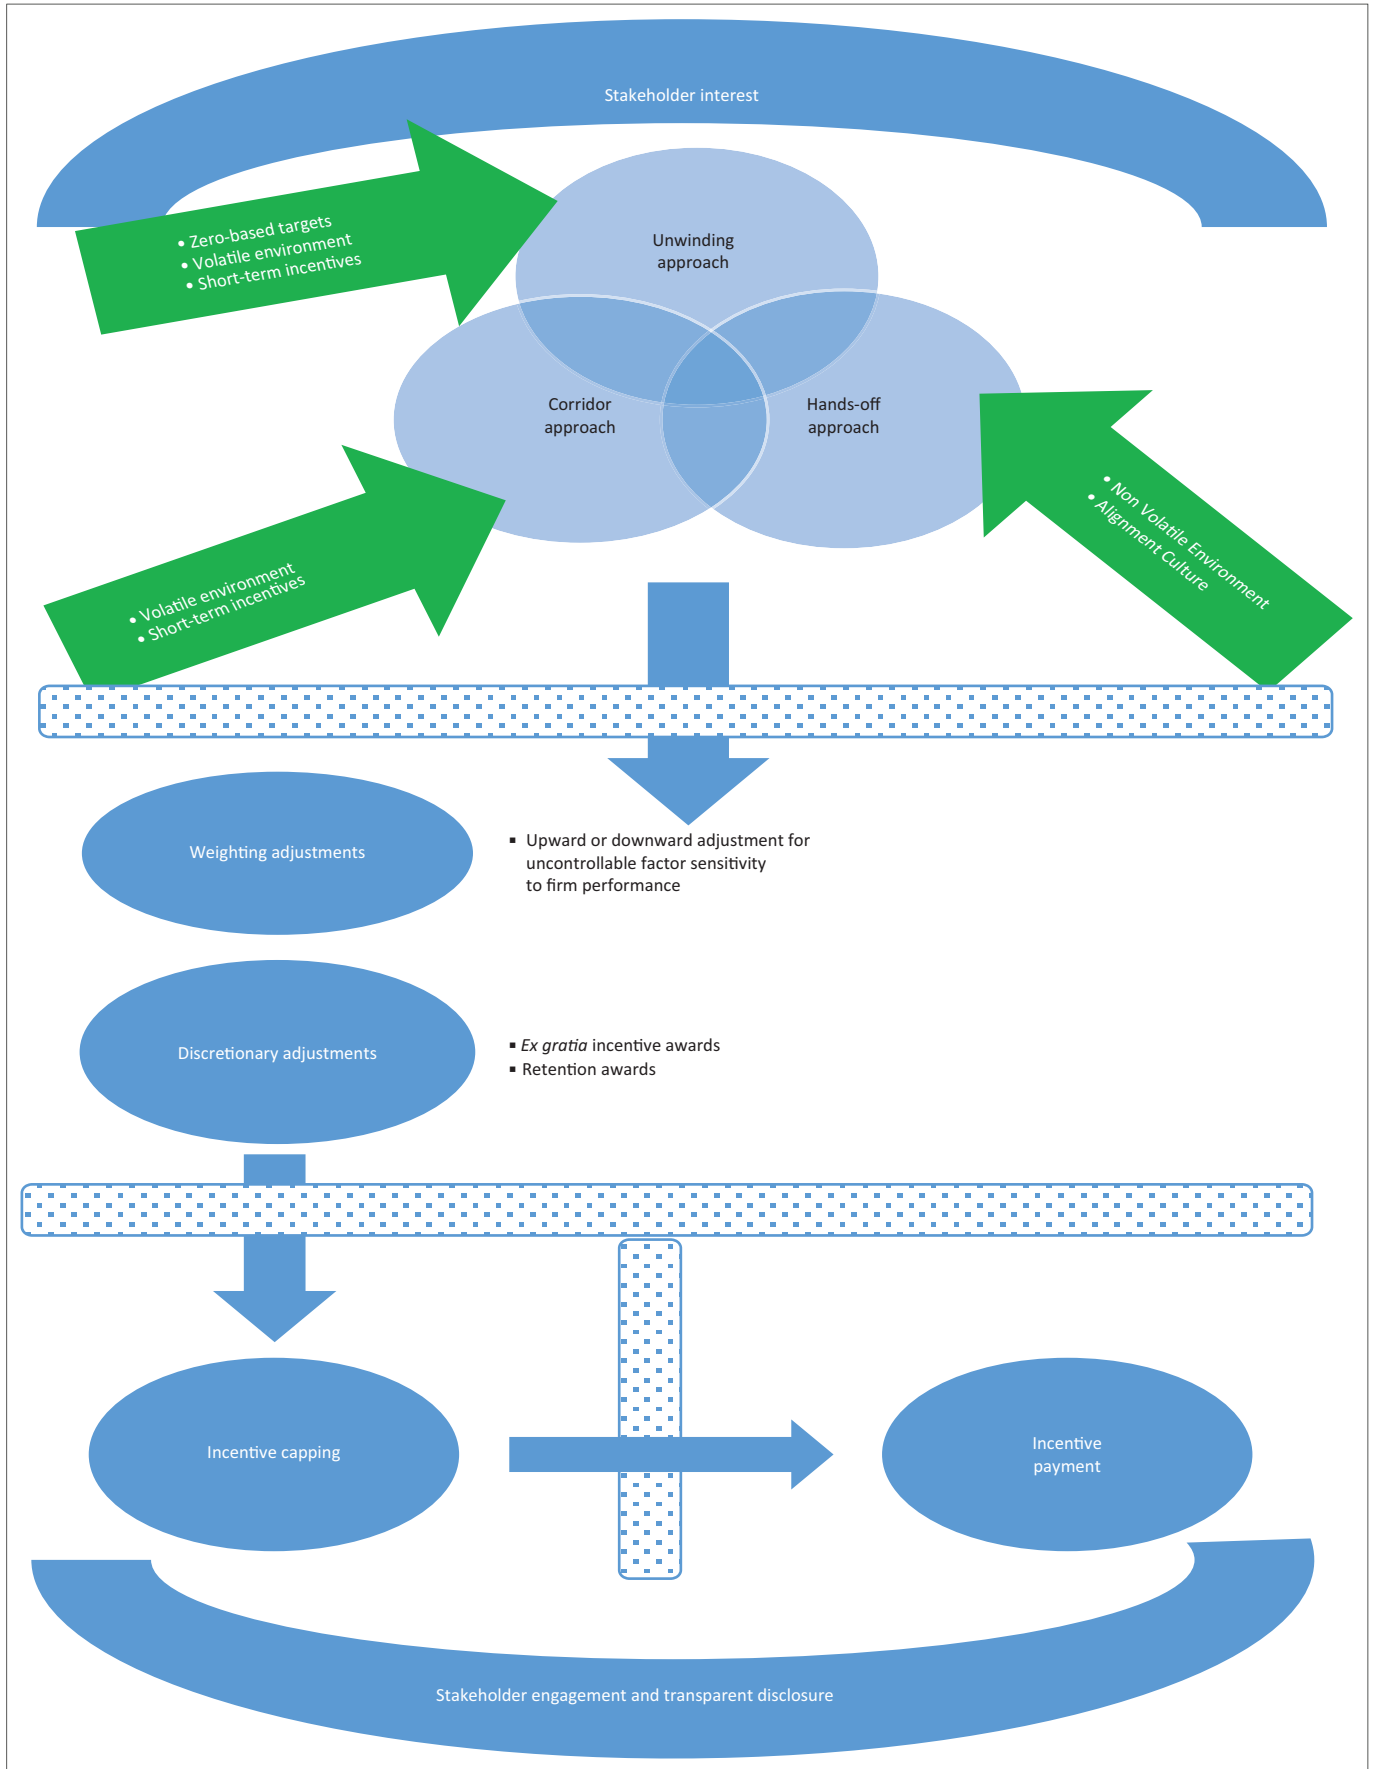 Stakeholder interest
• Zero-based targets
• Volatile environment
• Short-term incentives
Unwinding
approach
Corridor
approach
Hands-off
approach
• Non Volatile Environment
• Alignment Culture
• Volatile environment
• Short-term incentives
Weighting adjustments
▪ Upward or downward adjustment for
uncontrollable factor sensitivity
to firm performance
Discretionary adjustments
▪ Ex gratia incentive awards
▪ Retention awards
Incentive capping
Incentive
payment
Stakeholder engagement and transparent disclosure